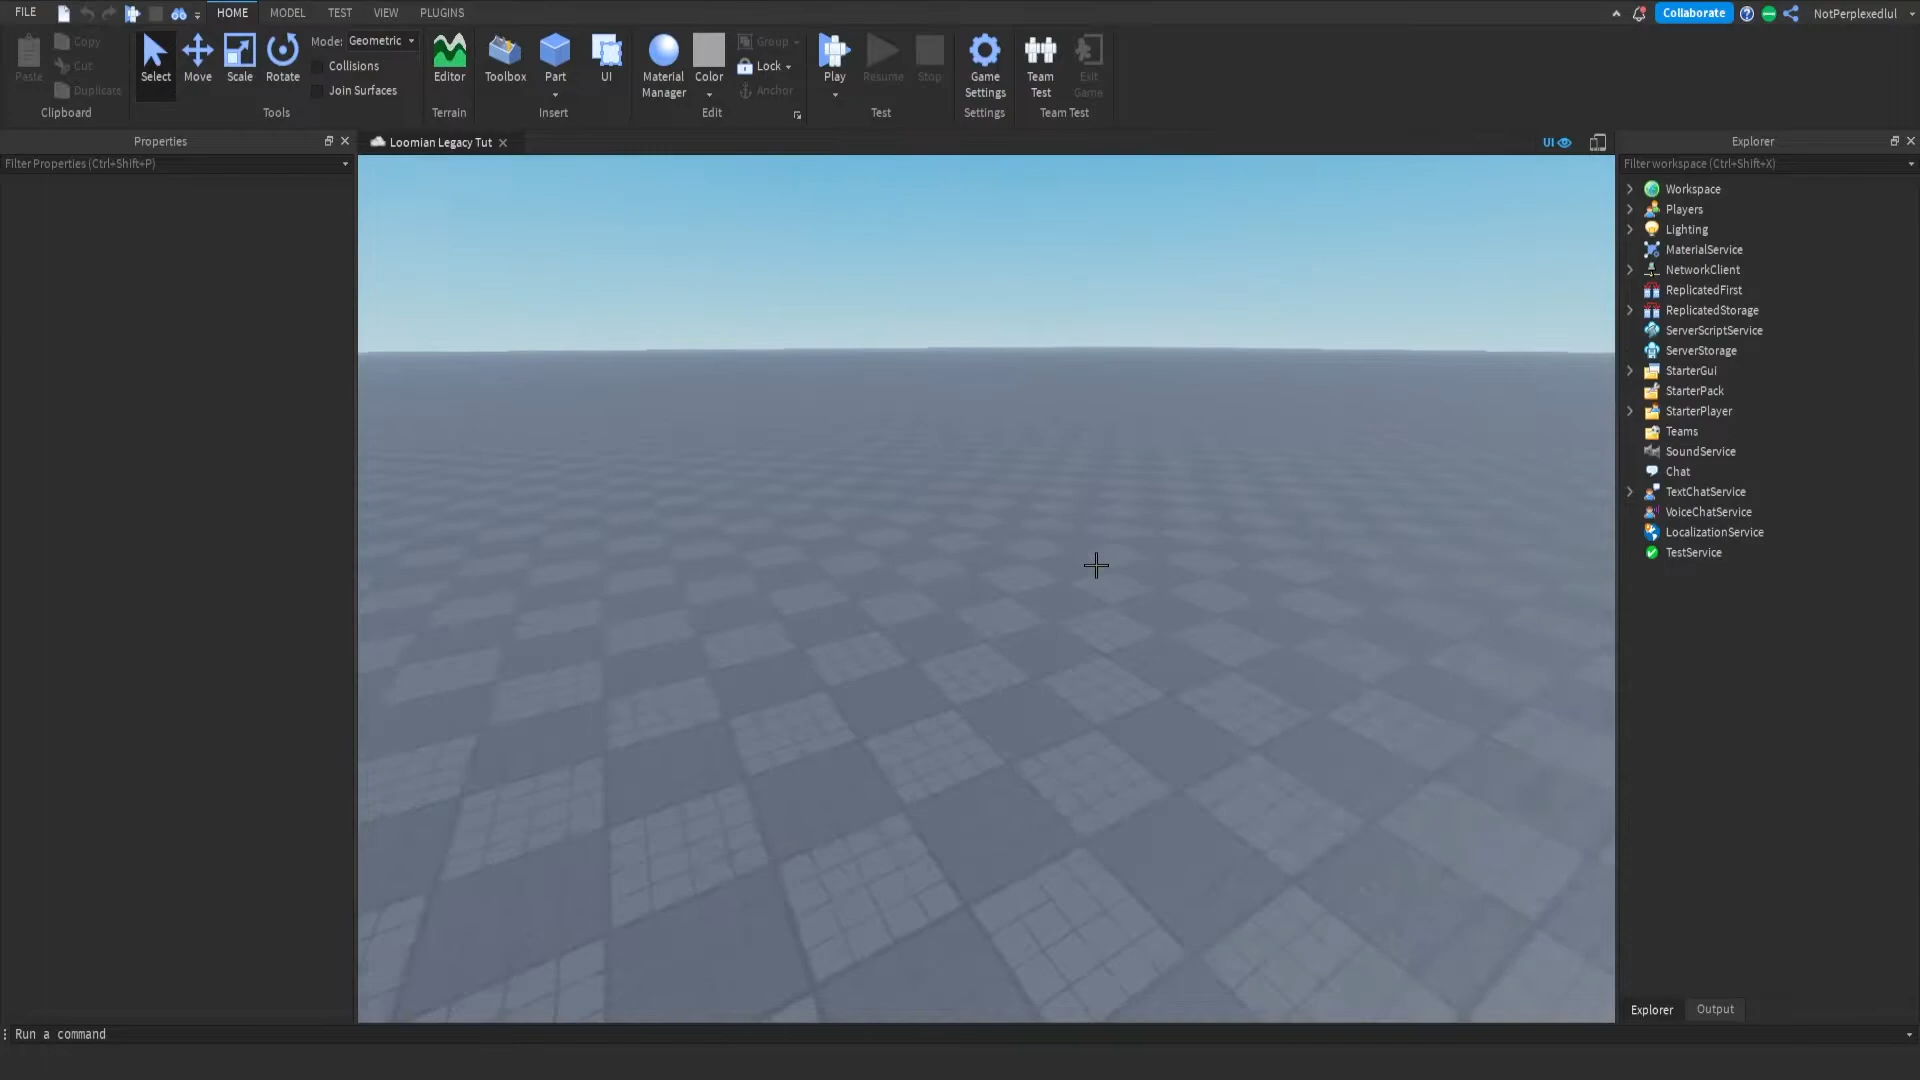 FILE HOME MODEL TEST VIEW PLUGINS Collaborate NotPerplexedlul
Paste Copy Cut Duplicate
Clipboard
Select Move Scale Rotate
Mode: Geometric
Collisions
Join Surfaces
Tools
Editor
Terrain
Toolbox Part UI
Insert
Material Manager Color Group Lock Anchor
Edit
Play Resume Stop
Test
Game Settings
Settings
Team Test Exit Game
Team Test
Properties
Filter Properties (Ctrl+Shift+P)
Loomian Legacy Tut
UI
Explorer
Filter workspace (Ctrl+Shift+X)
Workspace
Players
Lighting
MaterialService
NetworkClient
ReplicatedFirst
ReplicatedStorage
ServerScriptService
ServerStorage
StarterGui
StarterPack
StarterPlayer
Teams
SoundService
Chat
TextChatService
VoiceChatService
LocalizationService
TestService
Explorer Output
Run a command